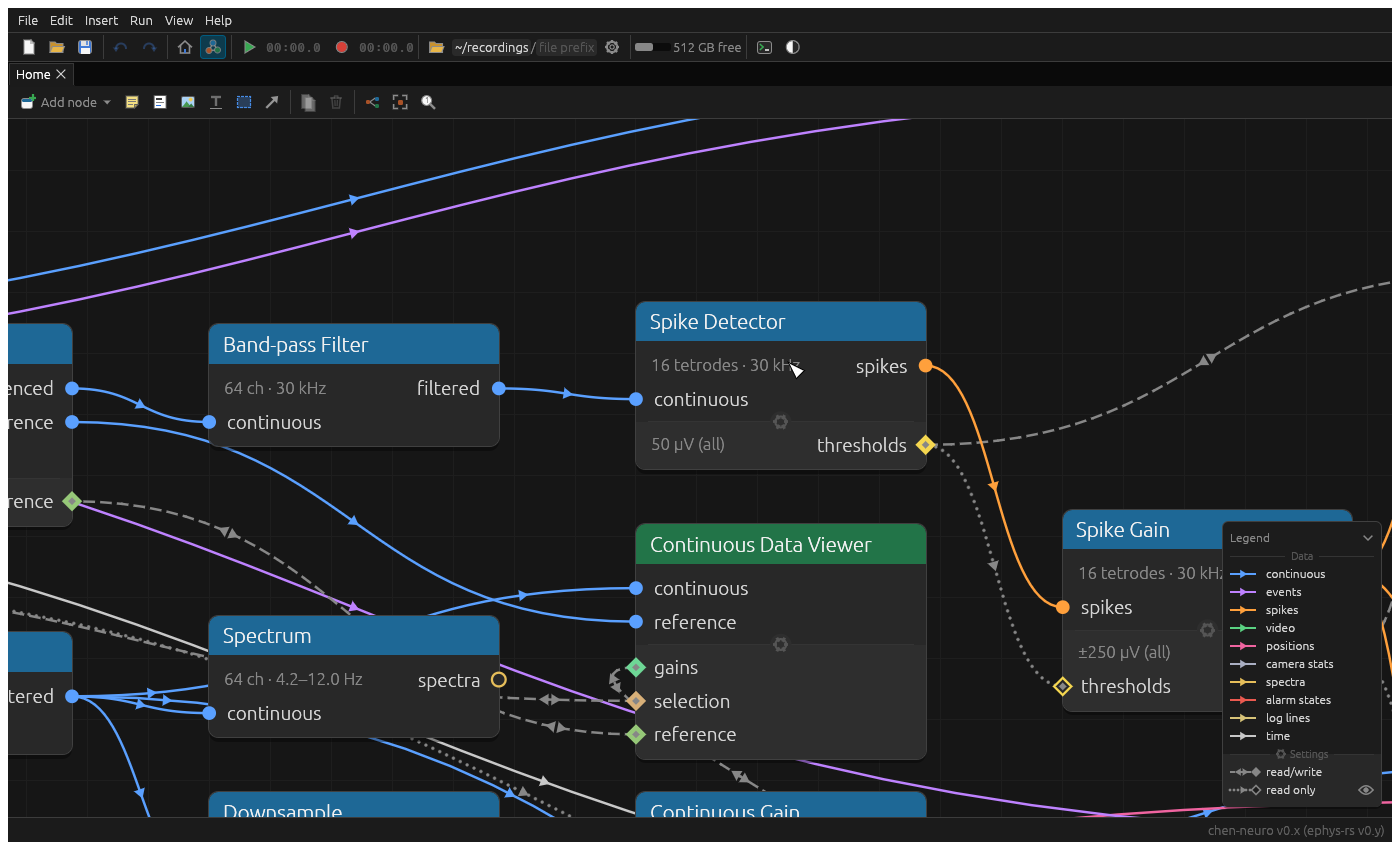 File Edit Insert Run View Help
00:00.0 00:00.0 ~/recordings/file prefix 512 GB free
Home
Add node
enced
rence
rence
Band-pass Filter
64 ch · 30 kHz filtered
continuous
Spike Detector
16 tetrodes · 30 kHz spikes
continuous
50 µV (all) thresholds
Continuous Data Viewer
continuous
reference
gains
selection
reference
Spike Gain
16 tetrodes · 30 kHz
spikes
±250 µV (all)
thresholds
tered
Spectrum
64 ch · 4.2–12.0 Hz spectra
continuous
Downsample
Continuous Gain
Legend
Data
continuous
events
spikes
video
positions
camera stats
spectra
alarm states
log lines
time
Settings
read/write
read only
chen-neuro v0.x (ephys-rs v0.y)